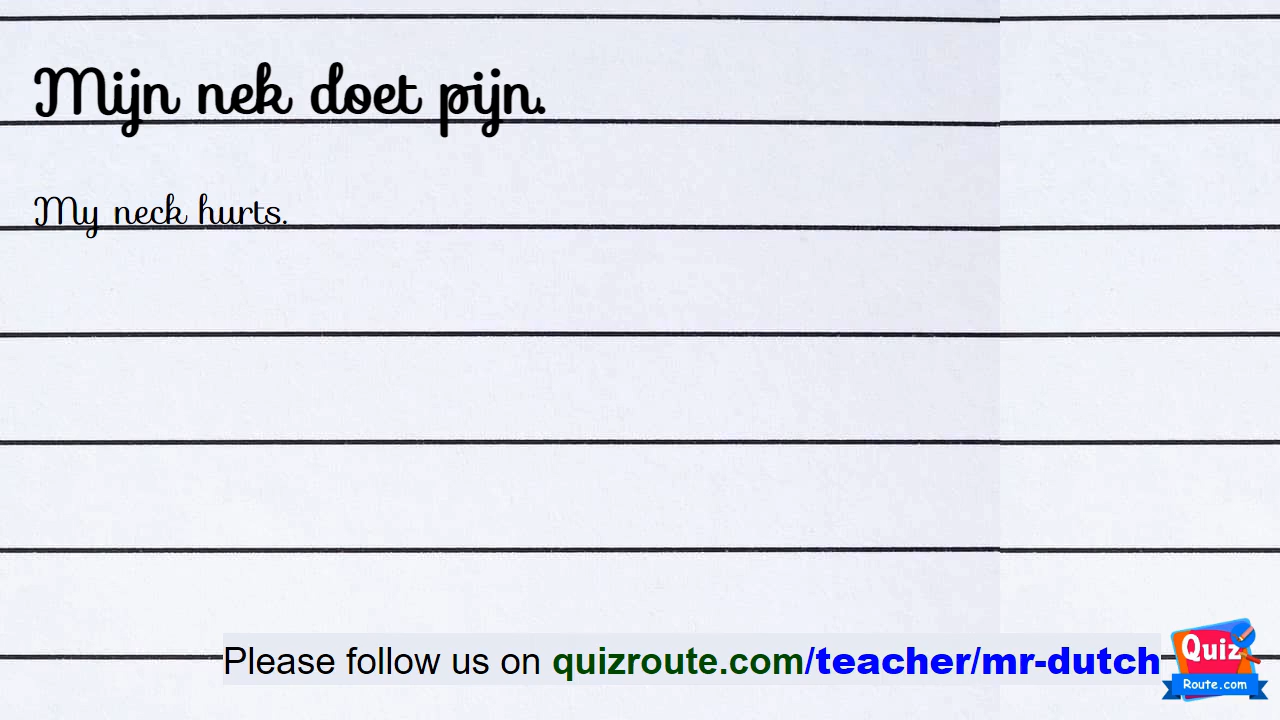 Mijn nek doet pijn.
My neck hurts.
Please follow us on quizroute.com/teacher/mr-dutch
Quiz
Route.com